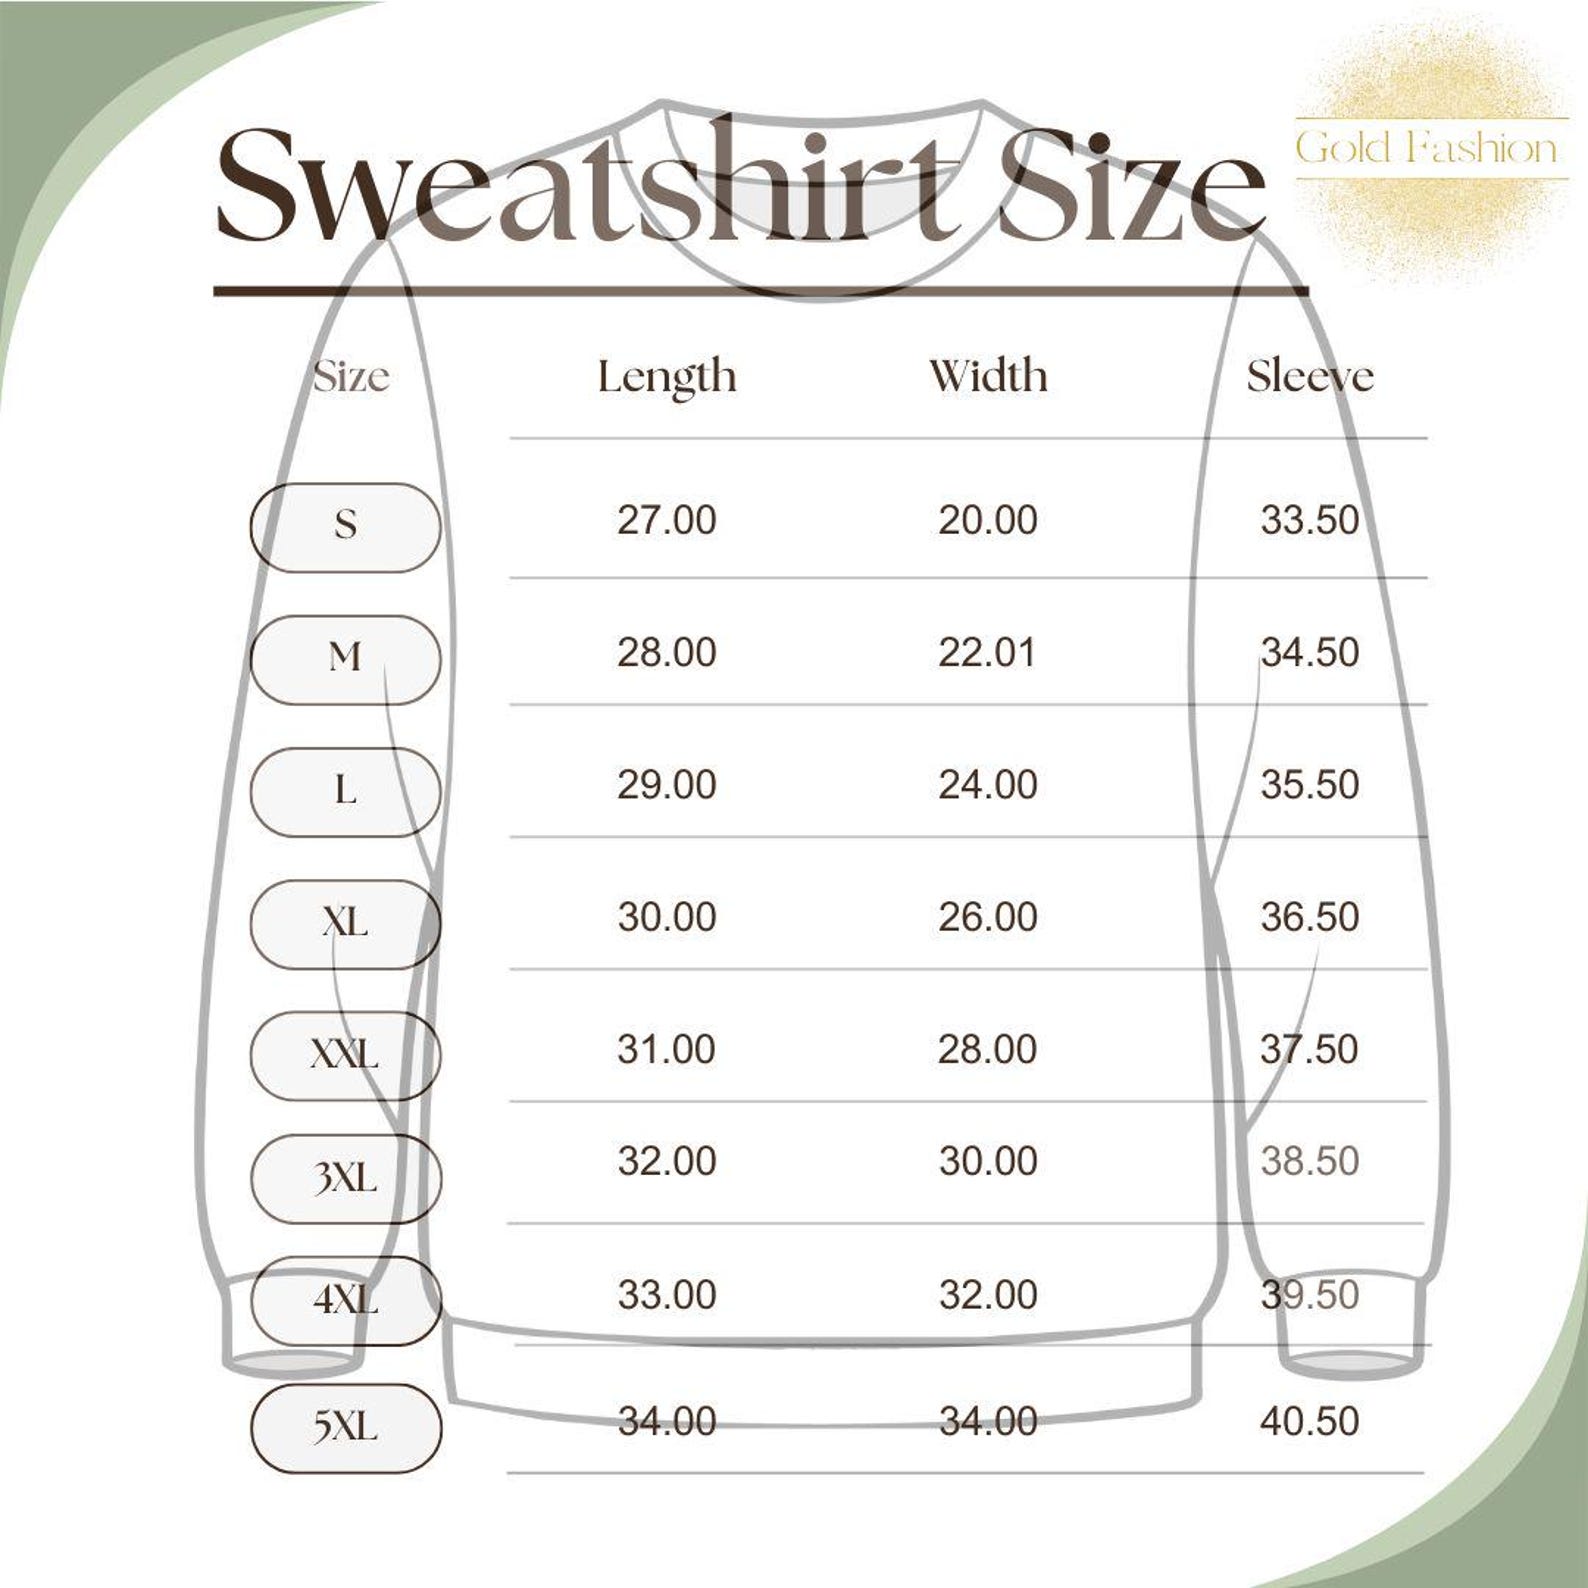 Gold Fashion
Sweatshirt Size
Size Length Width Sleeve
S 27.00 20.00 33.50
M 28.00 22.01 34.50
L 29.00 24.00 35.50
XL 30.00 26.00 36.50
XXL 31.00 28.00 37.50
3XL 32.00 30.00 38.50
4XL 33.00 32.00 39.50
5XL 34.00 34.00 40.50